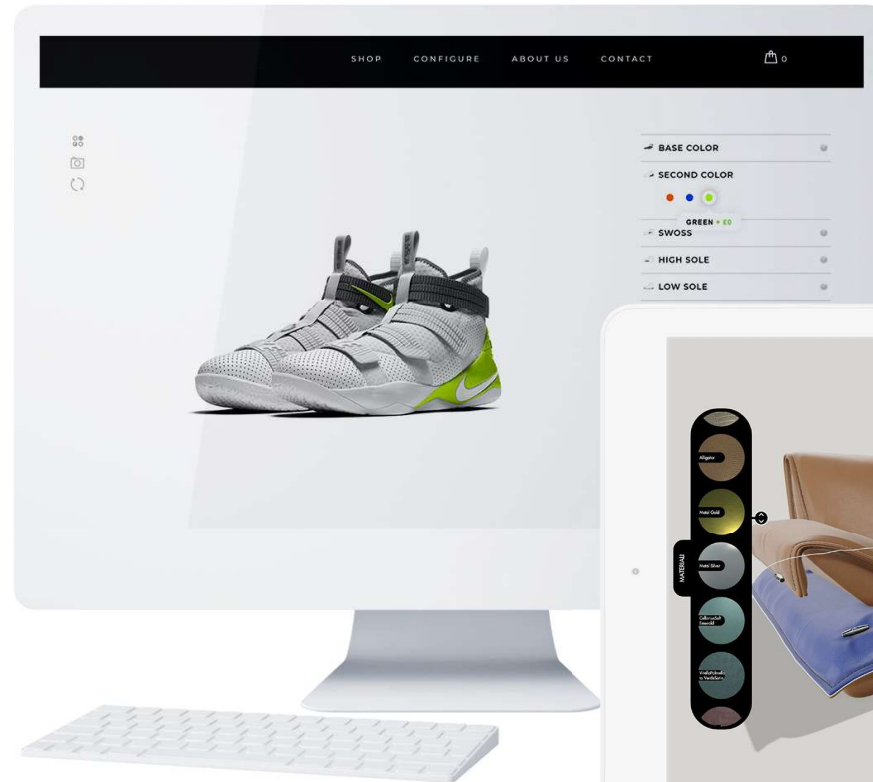 SHOP CONFIGURE ABOUT US CONTACT 0
BASE COLOR
SECOND COLOR
GREEN + £0
SWOSS
HIGH SOLE
LOW SOLE
MATERIALI
Alligator
Metal Gold
Metal Silver